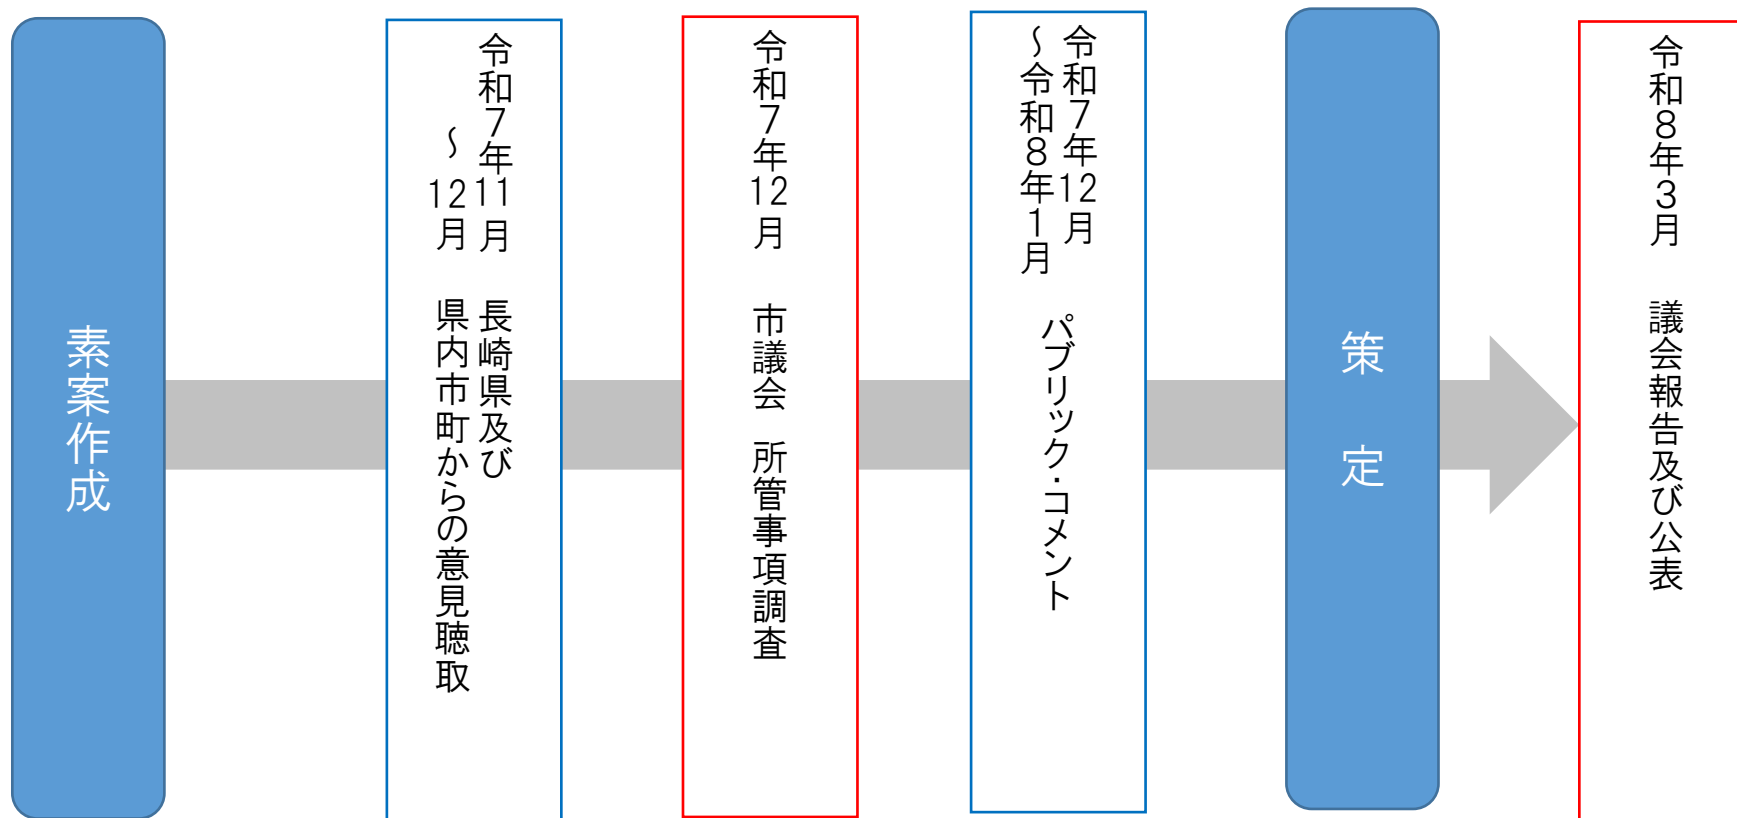 素案作成
令和7年11月　長崎県及び
～12月　県内市町からの意見聴取
令和7年12月　市議会　所管事項調査
令和7年12月
～令和8年1月
パブリック・コメント
策　定
令和8年3月　議会報告及び公表